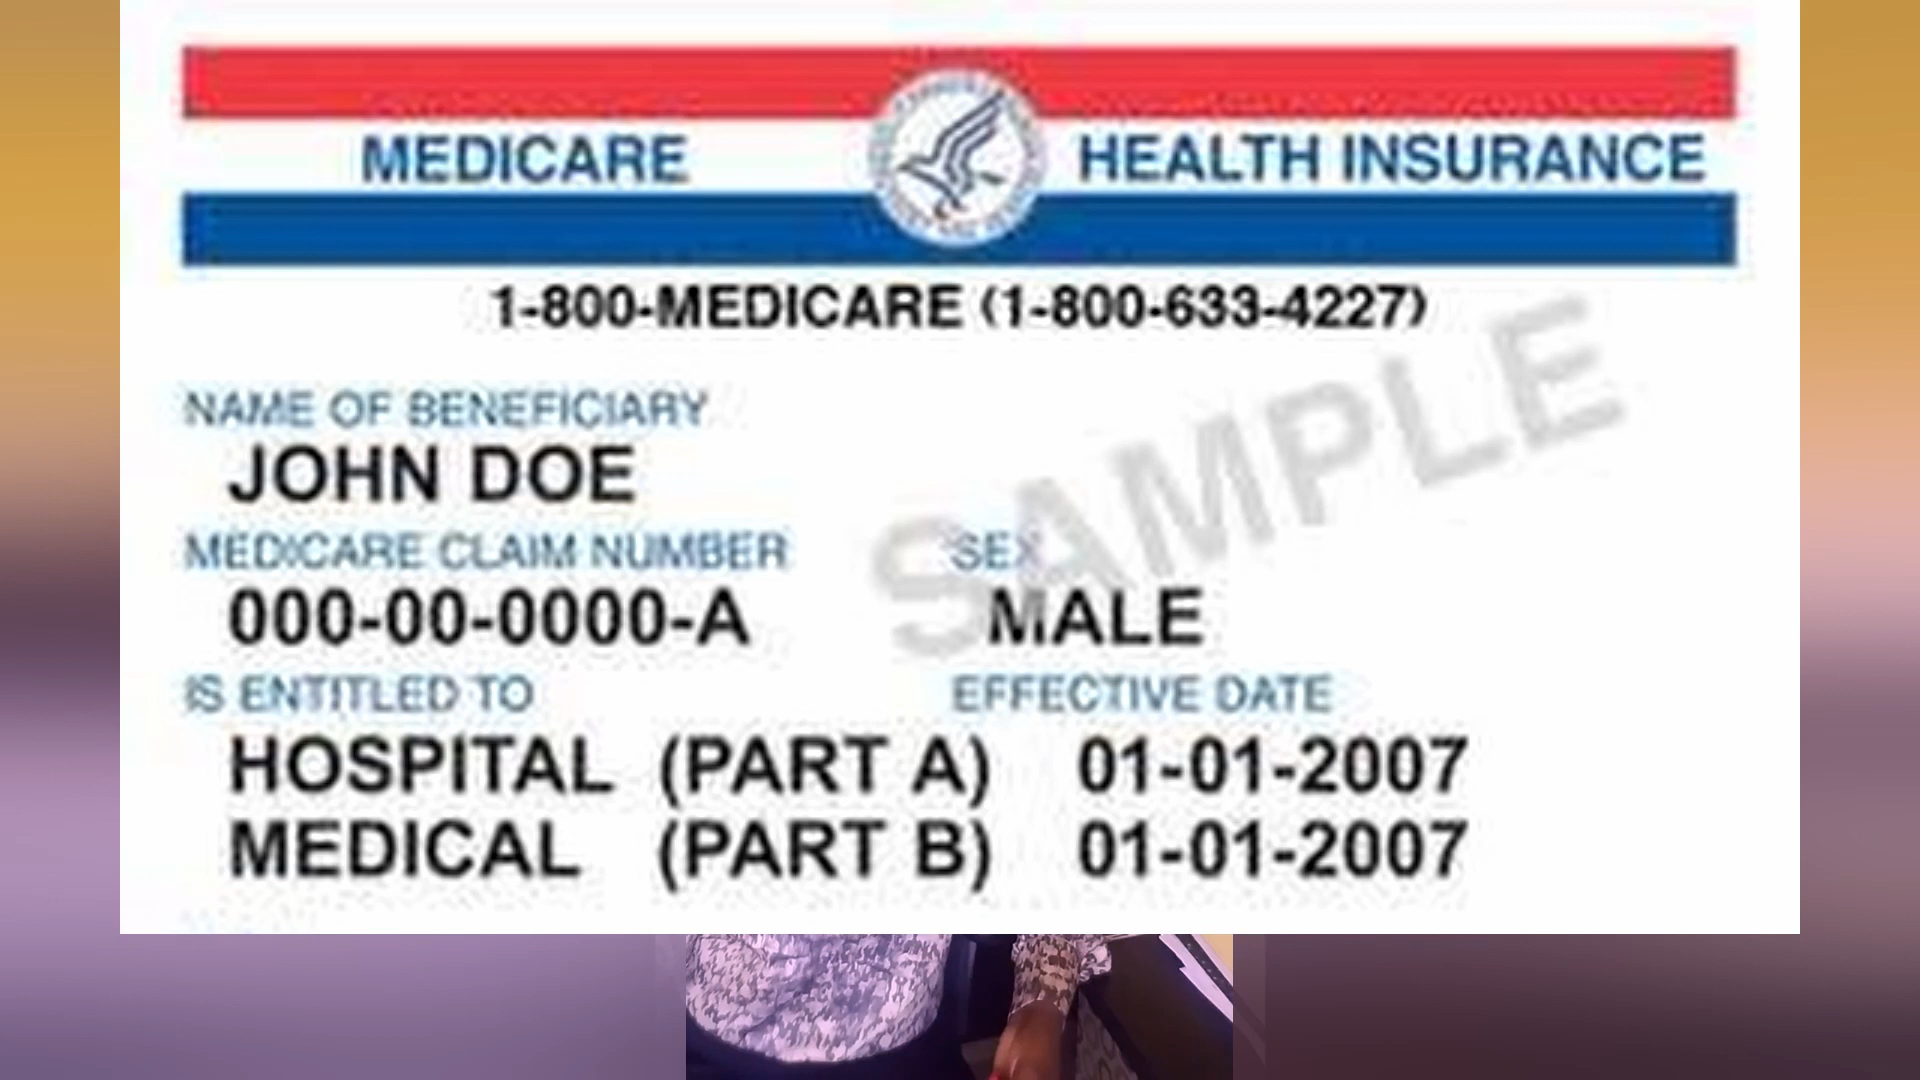 MEDICARE HEALTH INSURANCE
1-800-MEDICARE (1-800-633-4227)
NAME OF BENEFICIARY
JOHN DOE
MEDICARE CLAIM NUMBER SEX
000-00-0000-A MALE
IS ENTITLED TO EFFECTIVE DATE
HOSPITAL (PART A) 01-01-2007
MEDICAL (PART B) 01-01-2007
SAMPLE